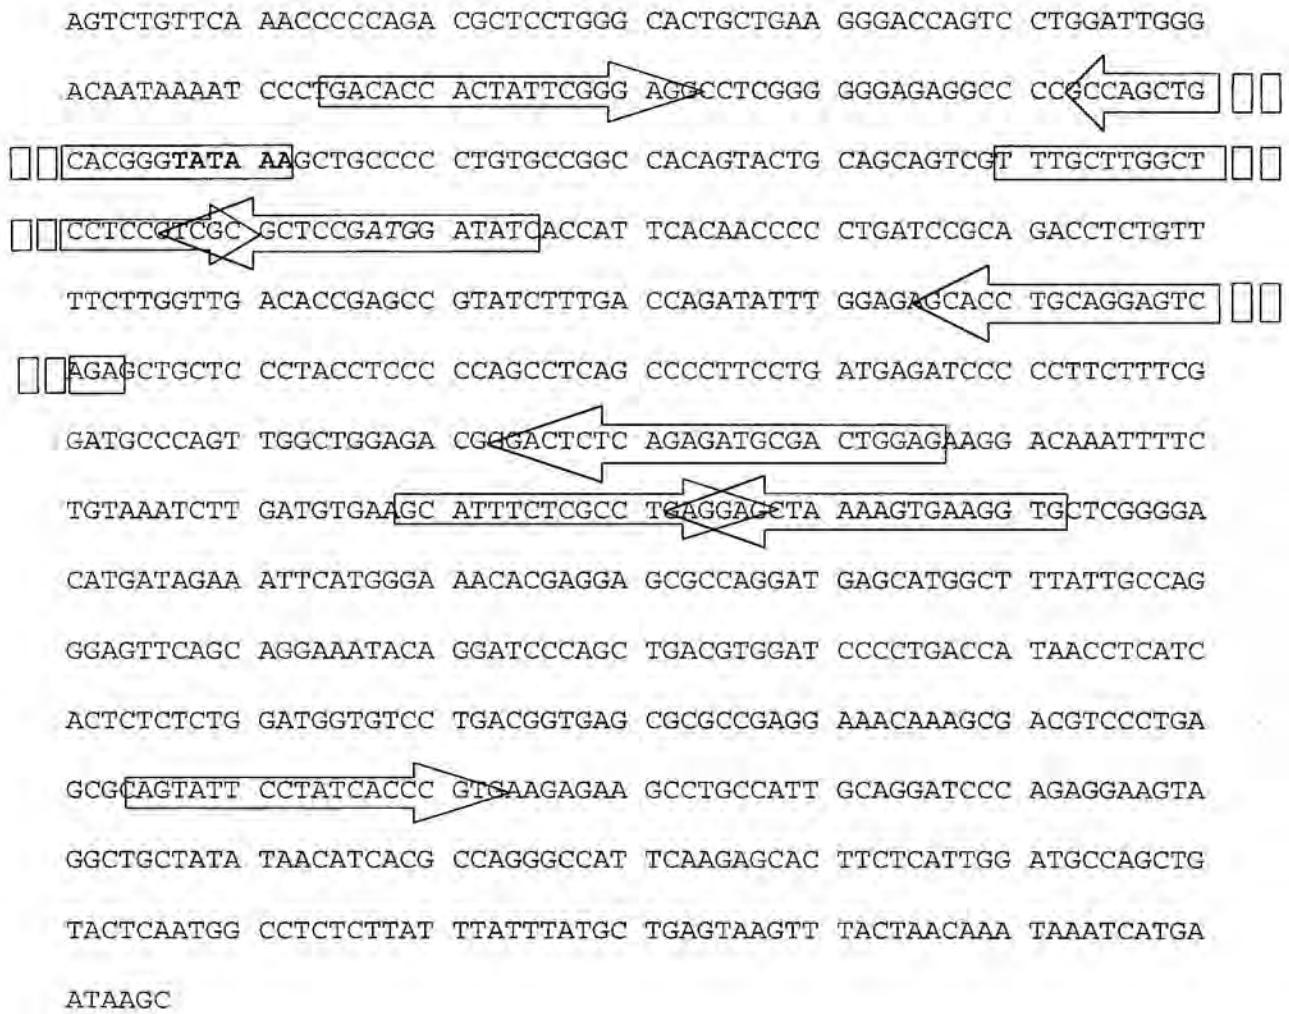 AGTCTGTTCA AACCCCCAGA CGCTCCTGGG CACTGCTGAA GGGACCAGTC CTGGATTGGG
ACAATAAAAT CCCTGACACC ACTATTCGGG AGGCCTCGGG GGGAGAGGCC CCGCCAGCTG
CACGGGTATA AAGCTGCCCC CTGTGCCGGC CACAGTACTG CAGCAGTCGT TTGCTTGGCT
CCTCCGTCGC GCTCCGATGG ATATCACCAT TCACAACCCC CTGATCCGCA GACCTCTGTT
TTCTTGGTTG ACACCGAGCC GTATCTTTGA CCAGATATTT GGAGAGCACC TGCAGGAGTC
AGAGCTGCTC CCTACCTCCC CCAGCCTCAG CCCCTTCCTG ATGAGATCCC CCTTCTTTCG
GATGCCCAGT TGGCTGGAGA CGGGACTCTC AGAGATGCGA CTGGAGAAGG ACAAATTTTC
TGTAAATCTT GATGTGAAGC ATTTCTCGCC TGAGGAGCTA AAAGTGAAGG TGCTCGGGGA
CATGATAGAA ATTCATGGGA AACACGAGGA GCGCCAGGAT GAGCATGGCT TTATTGCCAG
GGAGTTCAGC AGGAAATACA GGATCCCAGC TGACGTGGAT CCCCTGACCA TAACCTCATC
ACTCTCTCTG GATGGTGTCC TGACGGTGAG CGCGCCGAGG AAACAAAGCG ACGTCCCTGA
GCGCAGTATT CCTATCACCC GTGAAGAGAA GCCTGCCATT GCAGGATCCC AGAGGAAGTA
GGCTGCTATA TAACATCACG CCAGGGCCAT TCAAGAGCAC TTCTCATTGG ATGCCAGCTG
TACTCAATGG CCTCTCTTAT TTATTTATGC TGAGTAAGTT TACTAACAAA TAAATCATGA
ATAAGC